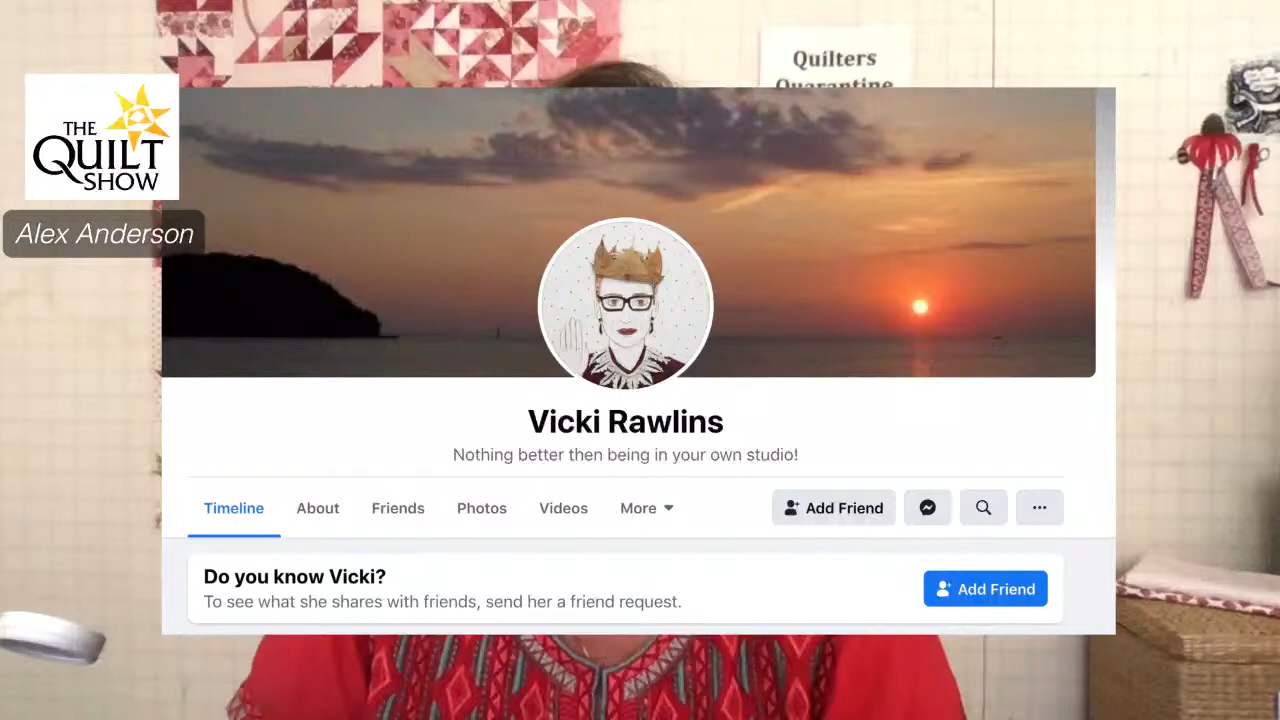 Quilters
Quarantine
THE
QUILT
SHOW
Alex Anderson
Vicki Rawlins
Nothing better then being in your own studio!
Timeline
About
Friends
Photos
Videos
More
Add Friend
Do you know Vicki?
To see what she shares with friends, send her a friend request.
Add Friend